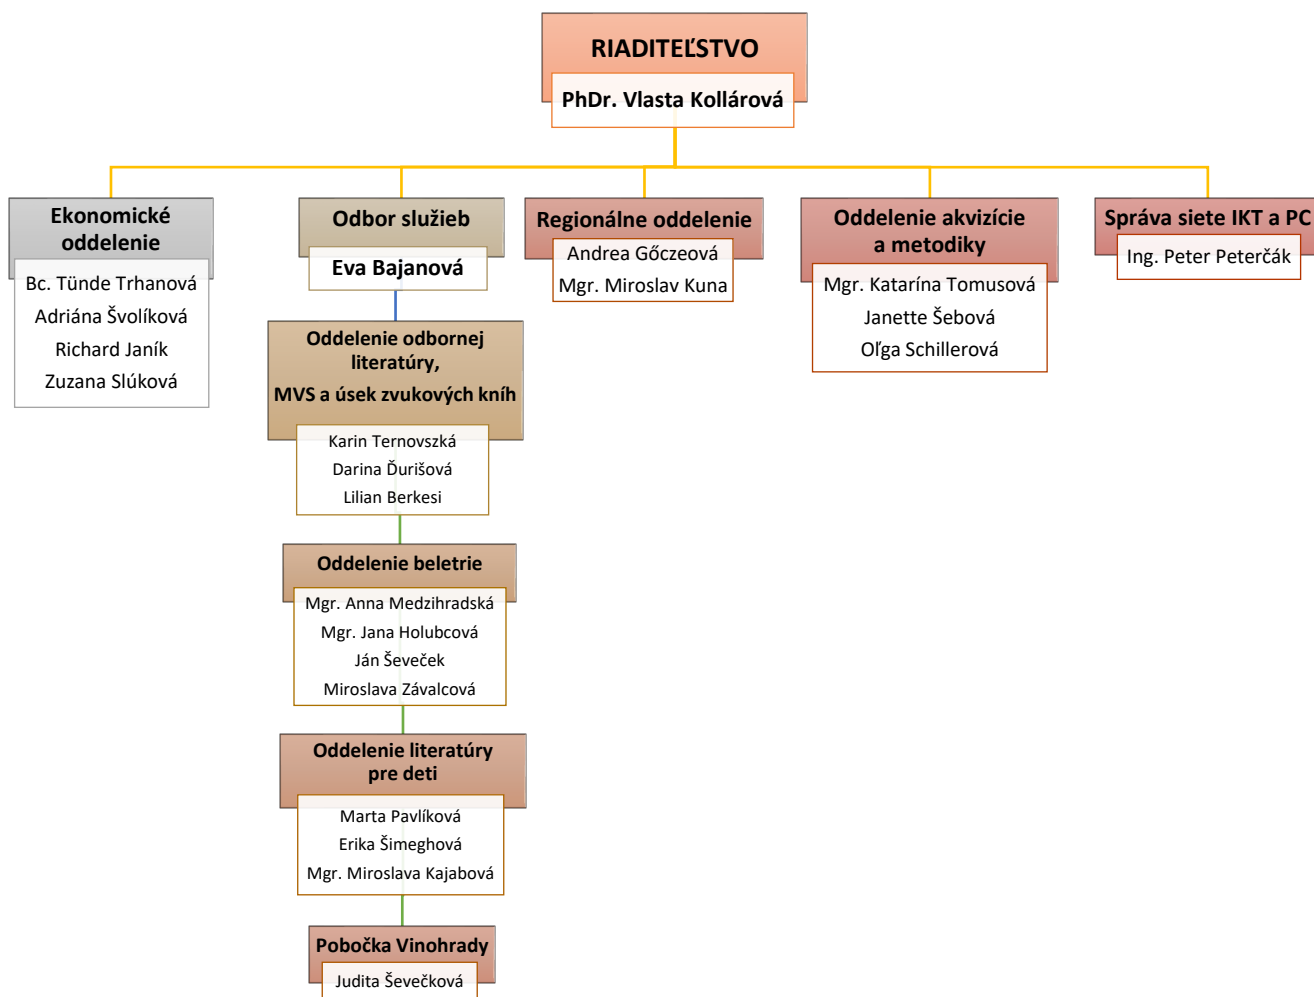 RIADITEĽSTVO
PhDr. Vlasta Kollárová
Ekonomické
oddelenie
Bc. Tünde Trhanová
Adriána Švolíková
Richard Janík
Zuzana Slúková
Odbor služieb
Eva Bajanová
Oddelenie odbornej
literatúry,
MVS a úsek zvukových kníh
Karin Ternovszká
Darina Ďurišová
Lilian Berkesi
Oddelenie beletrie
Mgr. Anna Medzihradská
Mgr. Jana Holubcová
Ján Ševeček
Miroslava Závalcová
Oddelenie literatúry
pre deti
Marta Pavlíková
Erika Šimeghová
Mgr. Miroslava Kajabová
Pobočka Vinohrady
Judita Ševečková
Regionálne oddelenie
Andrea Gőczeová
Mgr. Miroslav Kuna
Oddelenie akvizície
a metodiky
Mgr. Katarína Tomusová
Janette Šebová
Oľga Schillerová
Správa siete IKT a PC
Ing. Peter Peterčák